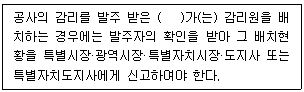 공사의 감리를 발주 받은 (    )가(는) 감리원을 배
치하는 경우에는 발주자의 확인을 받아 그 배치현
황을 특별시장·광역시장·특별자치시장·도지사 또는
특별자치도지사에게 신고하여야 한다.